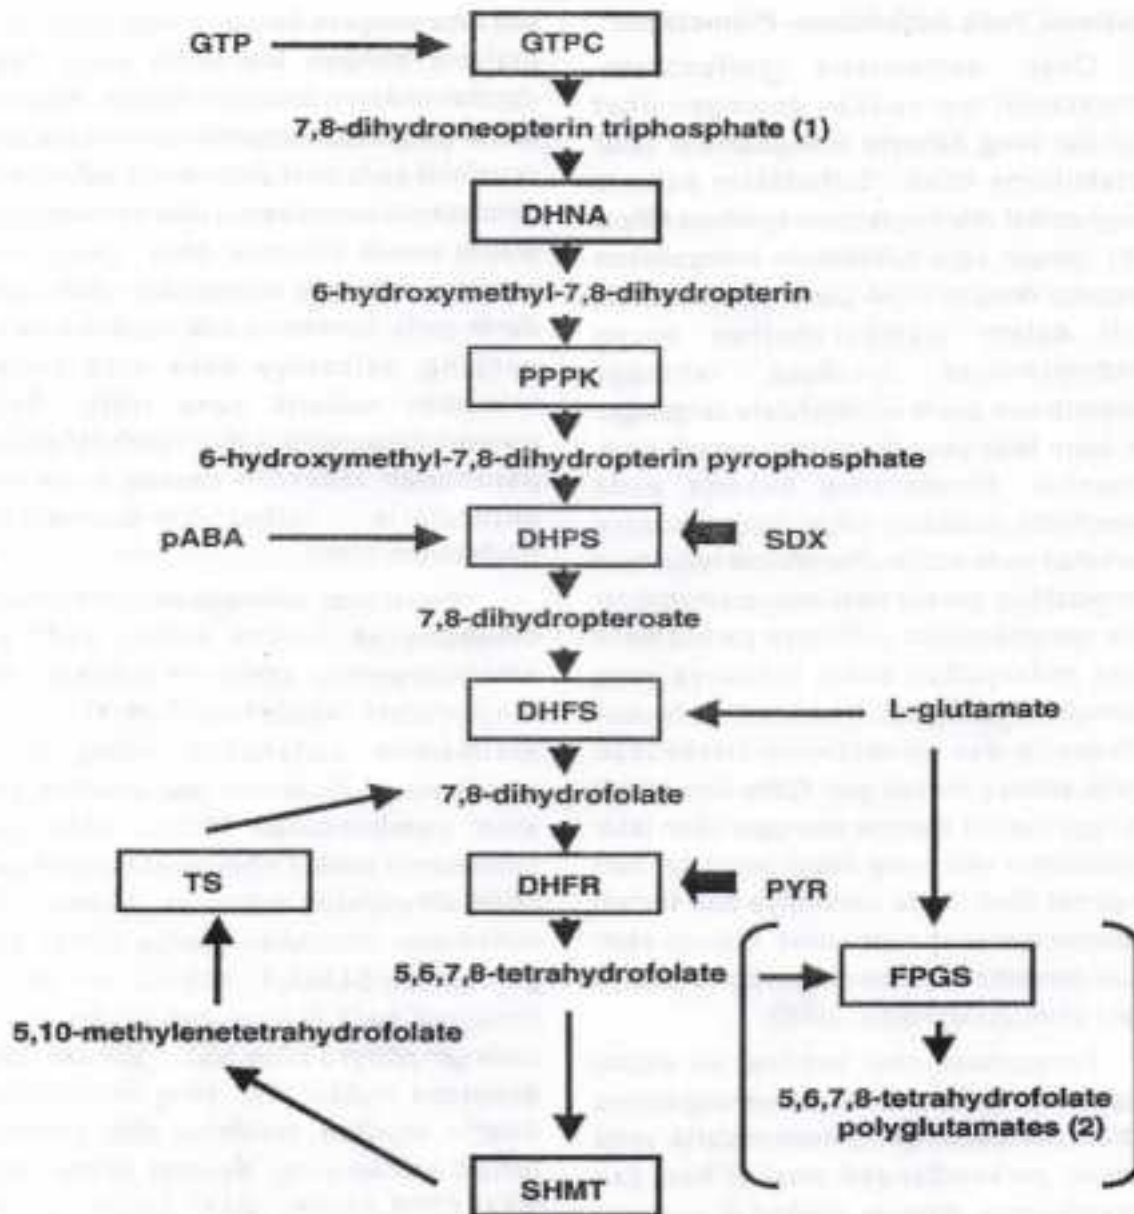 GTP
GTPC
7,8-dihydroneopterin triphosphate (1)
DHNA
6-hydroxymethyl-7,8-dihydropterin
PPPK
6-hydroxymethyl-7,8-dihydropterin pyrophosphate
pABA
DHPS
SDX
7,8-dihydropteroate
DHFS
L-glutamate
7,8-dihydrofolate
TS
DHFR
PYR
5,6,7,8-tetrahydrofolate
FPGS
5,10-methylenetetrahydrofolate
5,6,7,8-tetrahydrofolate
polyglutamates (2)
SHMT